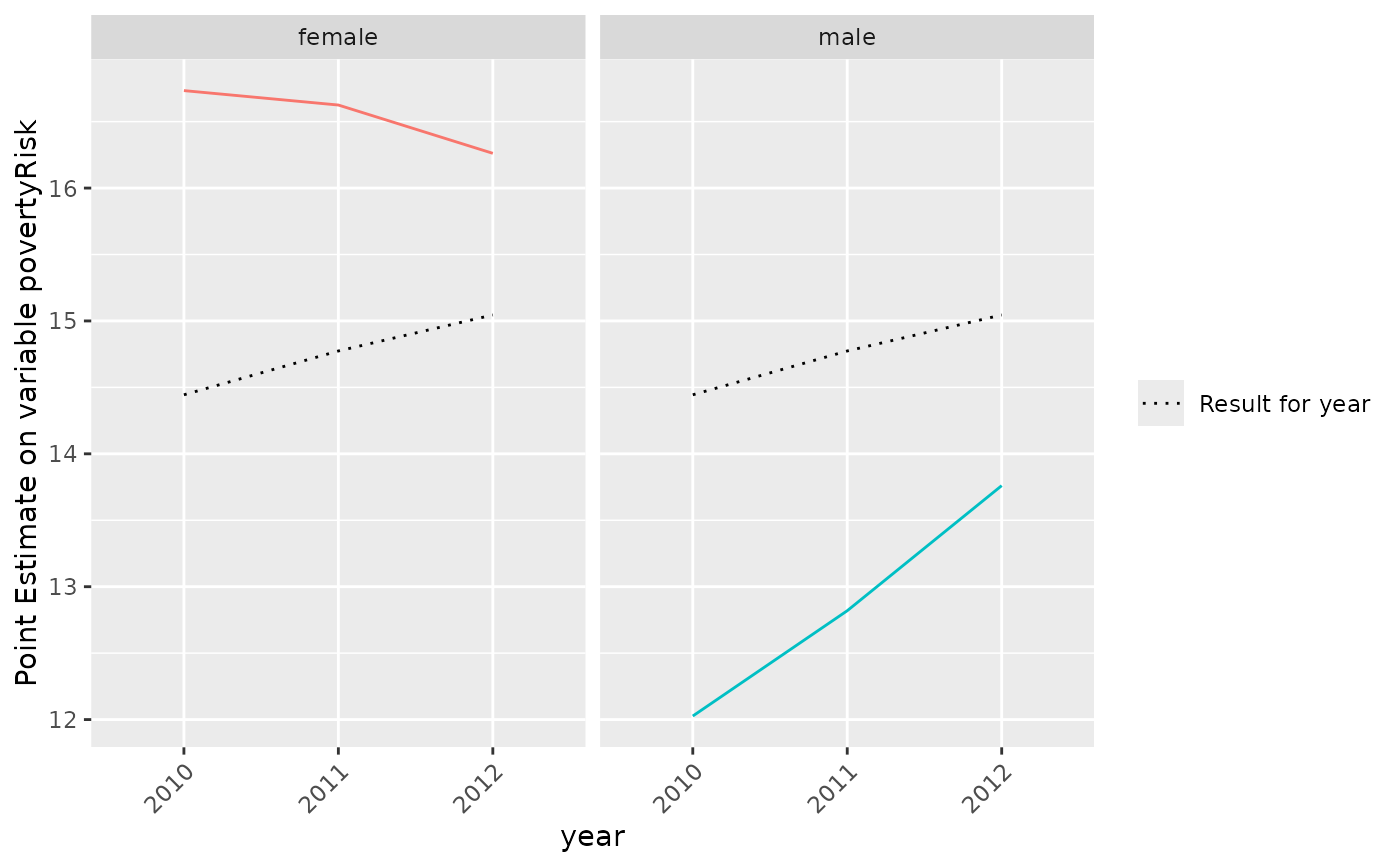 female
male
Point Estimate on variable povertyRisk
16
15
14
13
12
2010
2011
2012
2010
2011
2012
year
Result for year